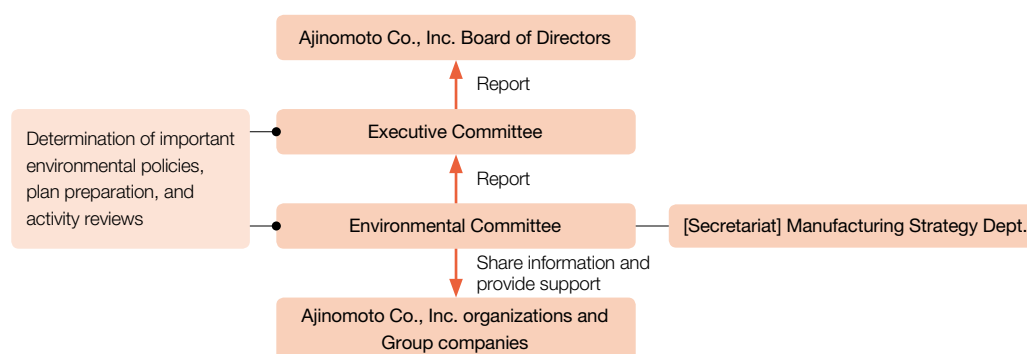 Ajinomoto Co., Inc. Board of Directors
Report
Executive Committee
Determination of important
environmental policies,
plan preparation, and
activity reviews
Report
Environmental Committee
[Secretariat] Manufacturing Strategy Dept.
Share information and
provide support
Ajinomoto Co., Inc. organizations and
Group companies